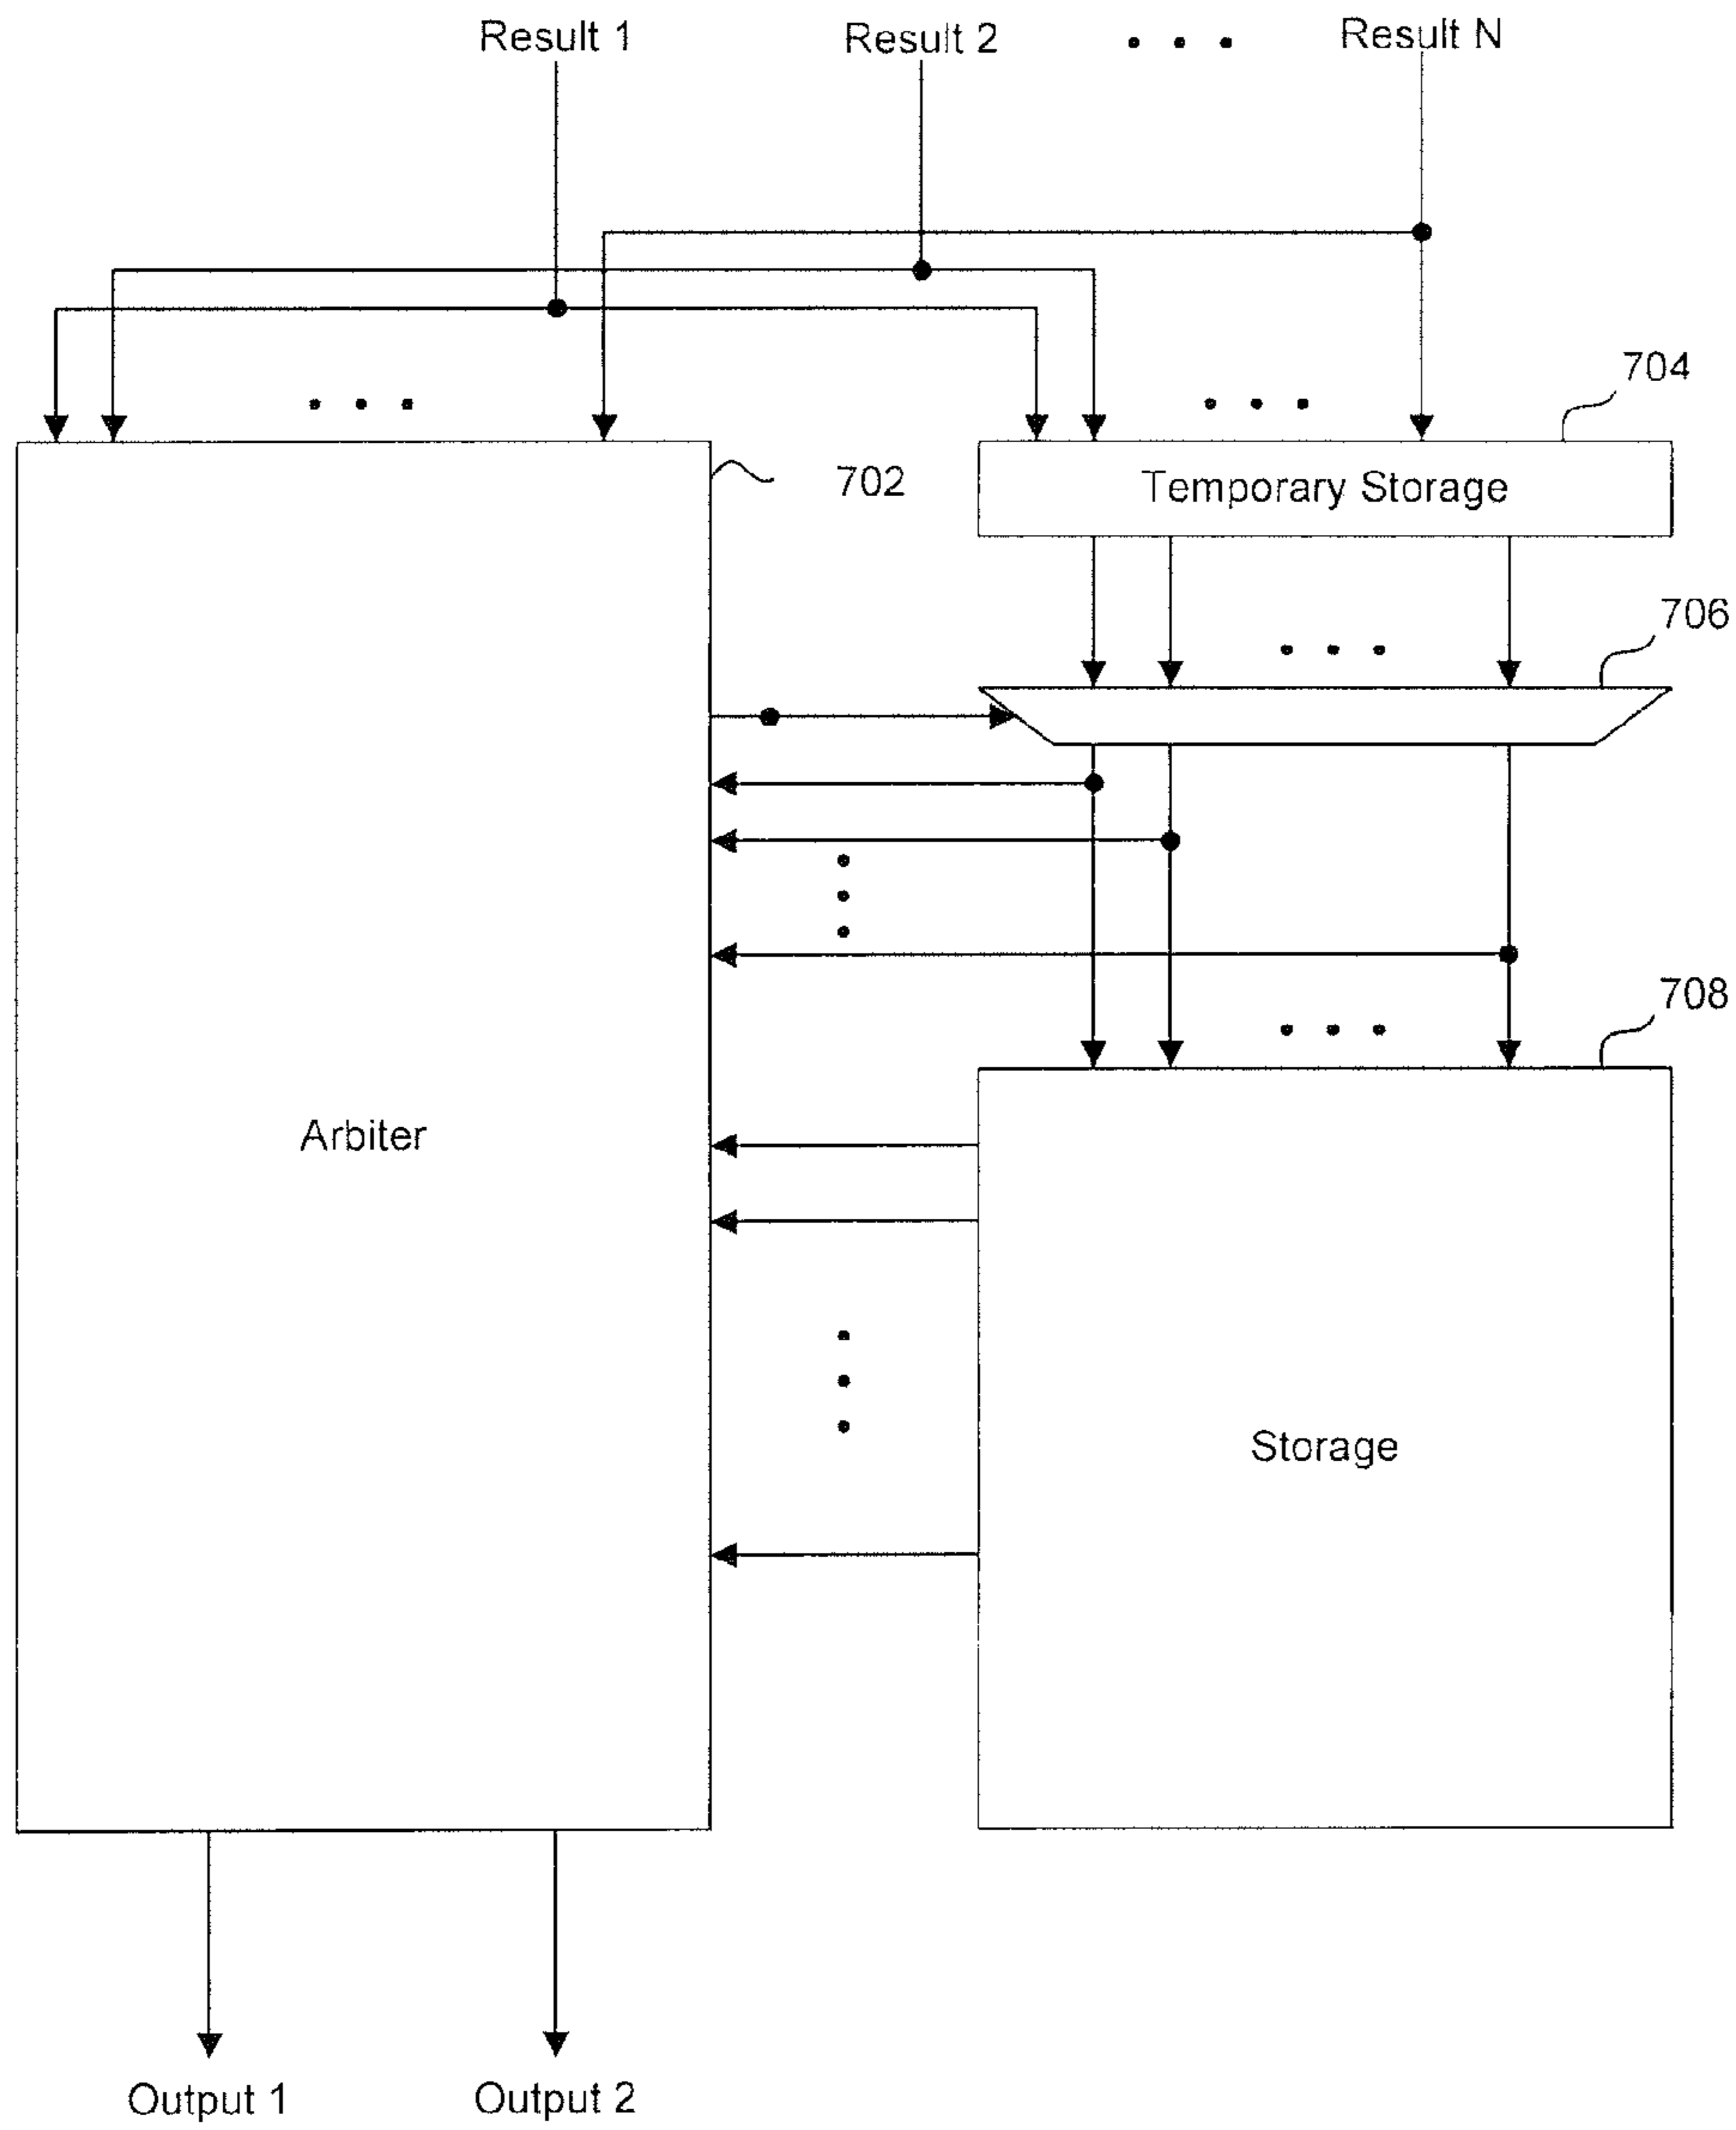 Result 1
Result 2
Result N
704
702
Temporary Storage
706
708
Arbiter
Storage
Output 1
Output 2